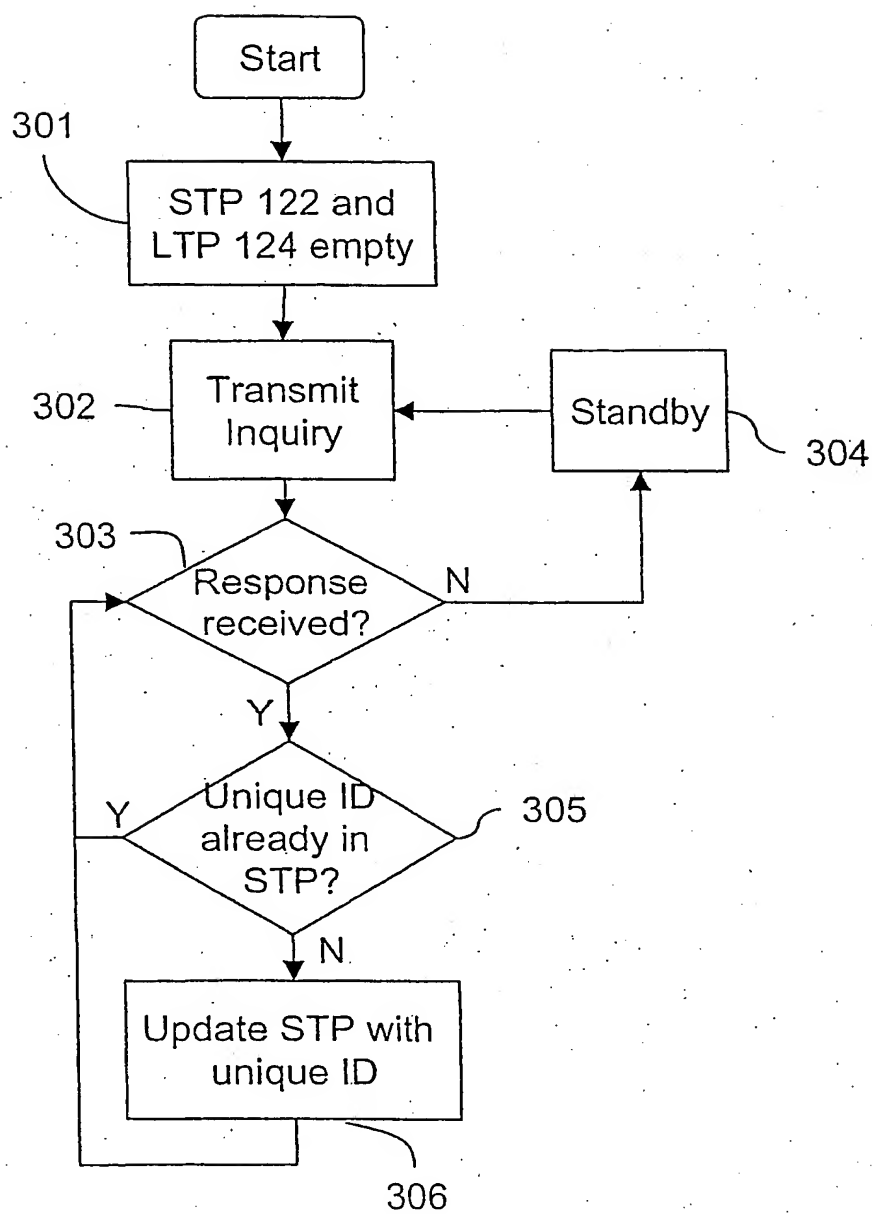 Start
301
STP 122 and
LTP 124 empty
302
Transmit
Inquiry
Standby
304
303
Response
received?
N
Y
Unique ID
already in
STP?
Y
305
N
Update STP with
unique ID
306